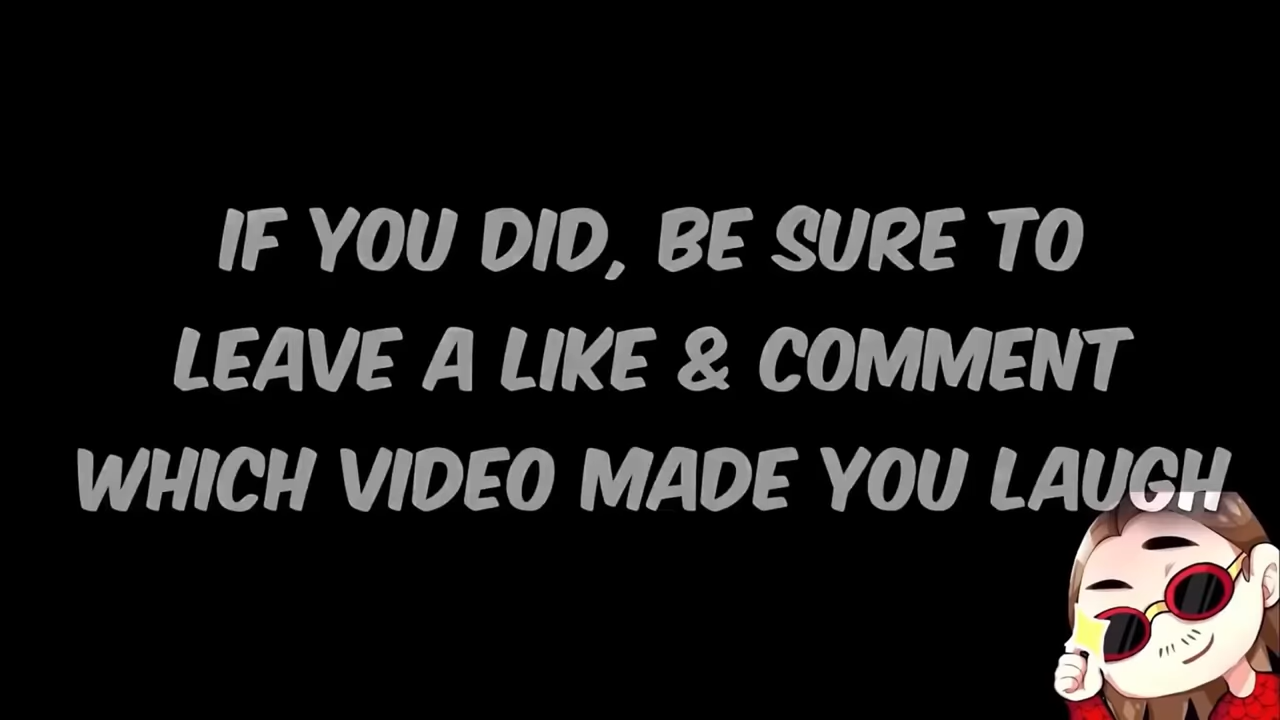 IF YOU DID, BE SURE TO
LEAVE A LIKE & COMMENT
WHICH VIDEO MADE YOU LAUGH